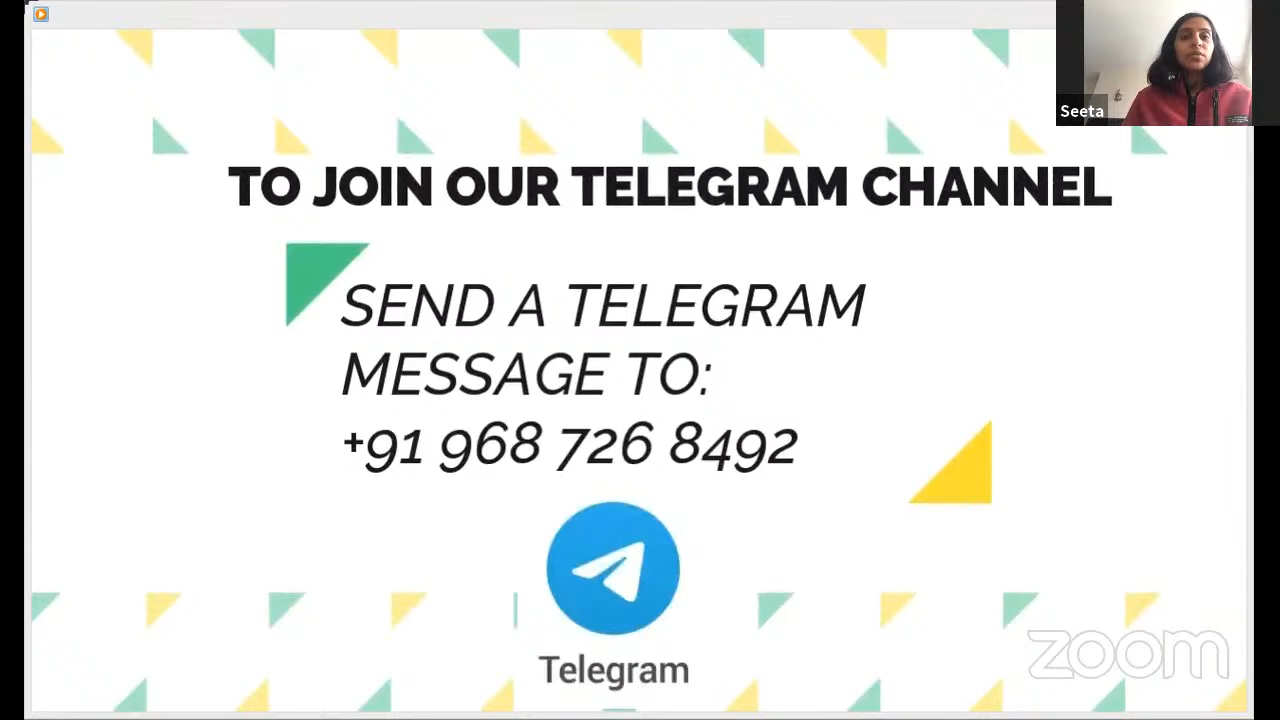 Seeta
TO JOIN OUR TELEGRAM CHANNEL
SEND A TELEGRAM
MESSAGE TO:
+91 968 726 8492
Telegram
zoom